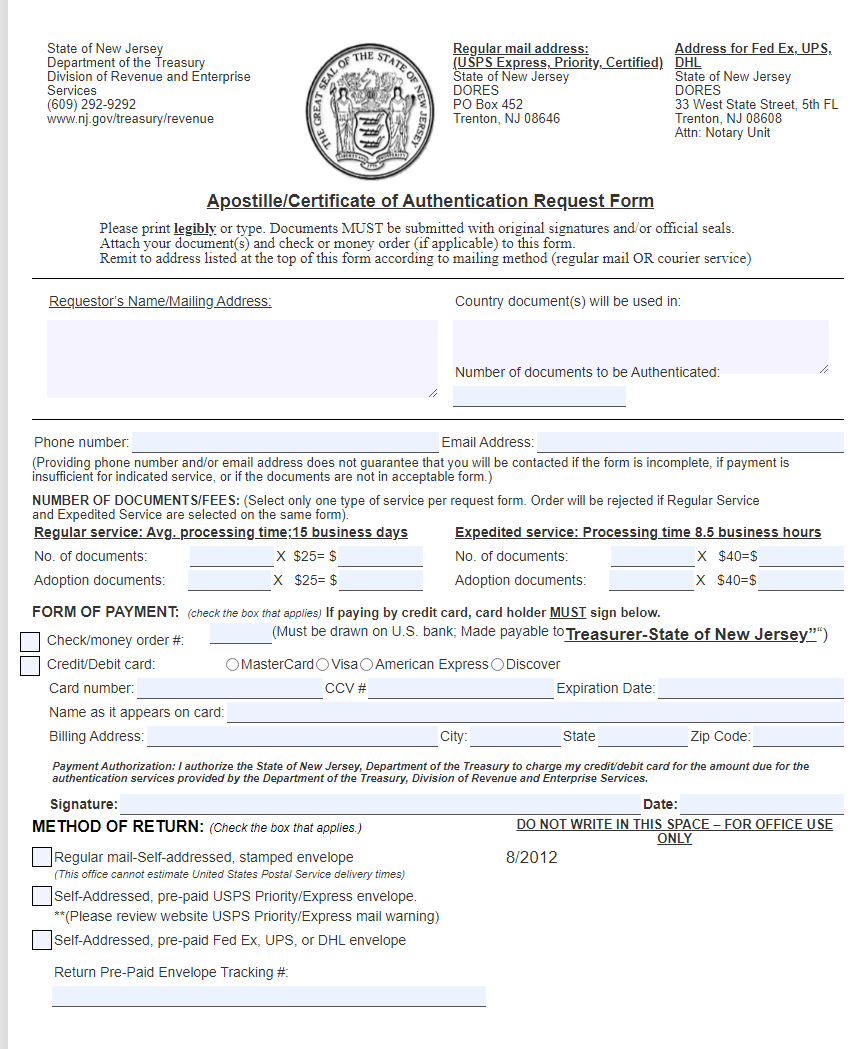 State of New Jersey
Department of the Treasury
Division of Revenue and Enterprise
Services
(609) 292-9292
www.nj.gov/treasury/revenue
THE GREAT SEAL OF THE STATE OF NEW JERSEY
LIBERTY AND PROSPERITY
Regular mail address:
(USPS Express, Priority, Certified)
State of New Jersey
DORES
PO Box 452
Trenton, NJ 08646
Address for Fed Ex, UPS,
DHL
State of New Jersey
DORES
33 West State Street, 5th FL
Trenton, NJ 08608
Attn: Notary Unit
Apostille/Certificate of Authentication Request Form
Please print legibly or type. Documents MUST be submitted with original signatures and/or official seals.
Attach your document(s) and check or money order (if applicable) to this form.
Remit to address listed at the top of this form according to mailing method (regular mail OR courier service)
Requestor's Name/Mailing Address:
Country document(s) will be used in:
Number of documents to be Authenticated:
Phone number: Email Address:
(Providing phone number and/or email address does not guarantee that you will be contacted if the form is incomplete, if payment is
insufficient for indicated service, or if the documents are not in acceptable form.)
NUMBER OF DOCUMENTS/FEES: (Select only one type of service per request form. Order will be rejected if Regular Service
and Expedited Service are selected on the same form).
Regular service: Avg. processing time;15 business days
No. of documents: X $25= $
Adoption documents: X $25= $
Expedited service: Processing time 8.5 business hours
No. of documents: X $40=$
Adoption documents: X $40=$
FORM OF PAYMENT: (check the box that applies) If paying by credit card, card holder MUST sign below.
Check/money order #: (Must be drawn on U.S. bank; Made payable to Treasurer-State of New Jersey”“)
Credit/Debit card: MasterCard Visa American Express Discover
Card number: CCV # Expiration Date:
Name as it appears on card:
Billing Address: City: State Zip Code:
Payment Authorization: I authorize the State of New Jersey, Department of the Treasury to charge my credit/debit card for the amount due for the
authentication services provided by the Department of the Treasury, Division of Revenue and Enterprise Services.
Signature: Date:
METHOD OF RETURN: (Check the box that applies.)
DO NOT WRITE IN THIS SPACE – FOR OFFICE USE
ONLY
8/2012
Regular mail-Self-addressed, stamped envelope
(This office cannot estimate United States Postal Service delivery times)
Self-Addressed, pre-paid USPS Priority/Express envelope.
**(Please review website USPS Priority/Express mail warning)
Self-Addressed, pre-paid Fed Ex, UPS, or DHL envelope
Return Pre-Paid Envelope Tracking #: